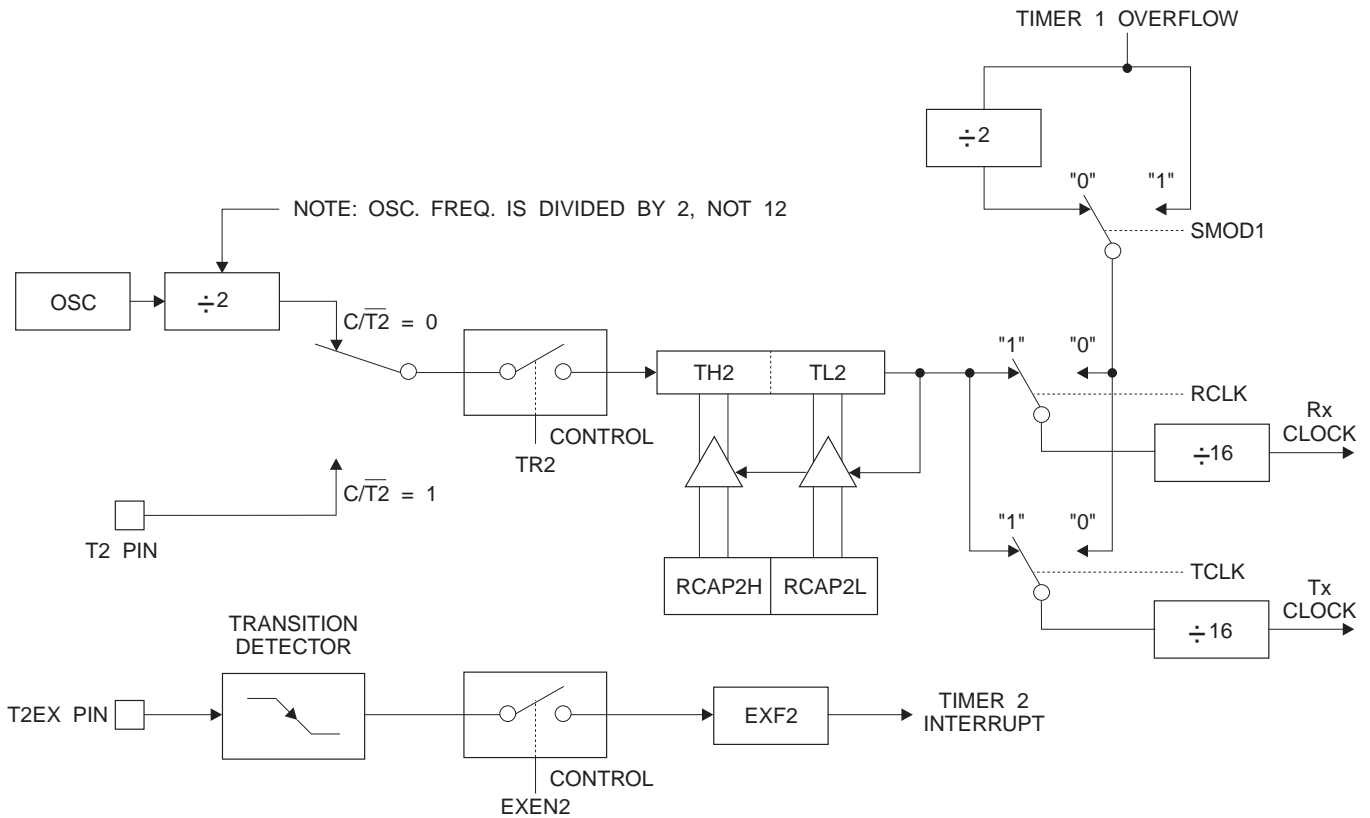 TIMER 1 OVERFLOW
÷2
"0" "1"
SMOD1
NOTE: OSC. FREQ. IS DIVIDED BY 2, NOT 12
OSC
÷2
C/T̅2̅ = 0
TH2 TL2
"1" "0"
RCLK
Rx
CLOCK
÷16
CONTROL
TR2
C/T̅2̅ = 1
T2 PIN
"1" "0"
TCLK
Tx
CLOCK
÷16
RCAP2H RCAP2L
TRANSITION
DETECTOR
T2EX PIN
EXF2
TIMER 2
INTERRUPT
CONTROL
EXEN2